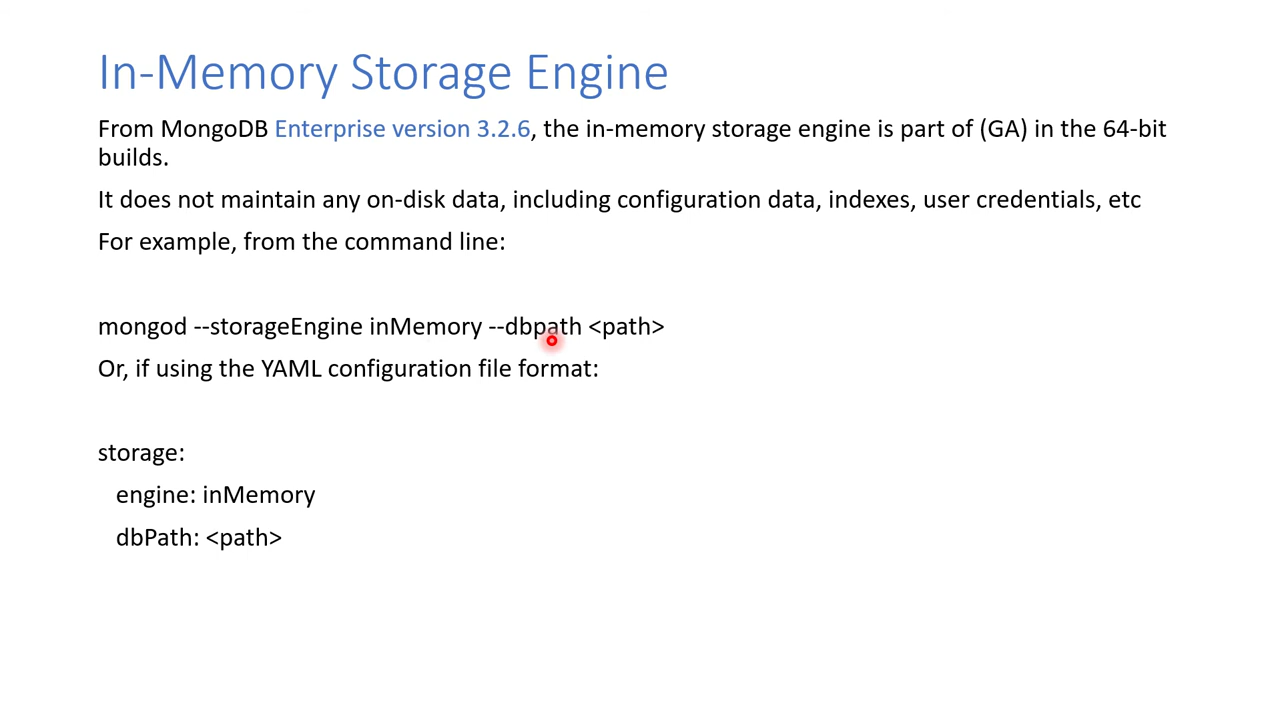 In-Memory Storage Engine
From MongoDB Enterprise version 3.2.6, the in-memory storage engine is part of (GA) in the 64-bit
builds.
It does not maintain any on-disk data, including configuration data, indexes, user credentials, etc
For example, from the command line:
mongod --storageEngine inMemory --dbpath <path>
Or, if using the YAML configuration file format:
storage:
engine: inMemory
dbPath: <path>